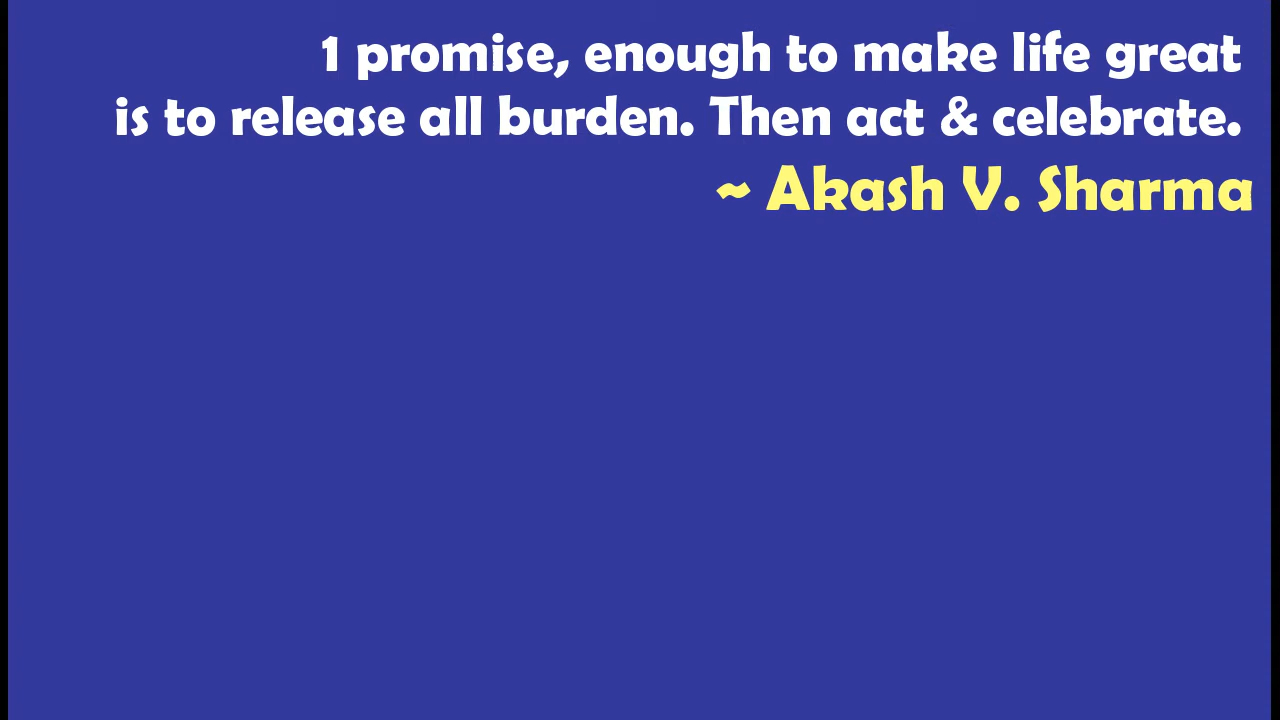 1 promise, enough to make life great
is to release all burden. Then act & celebrate.
~ Akash V. Sharma